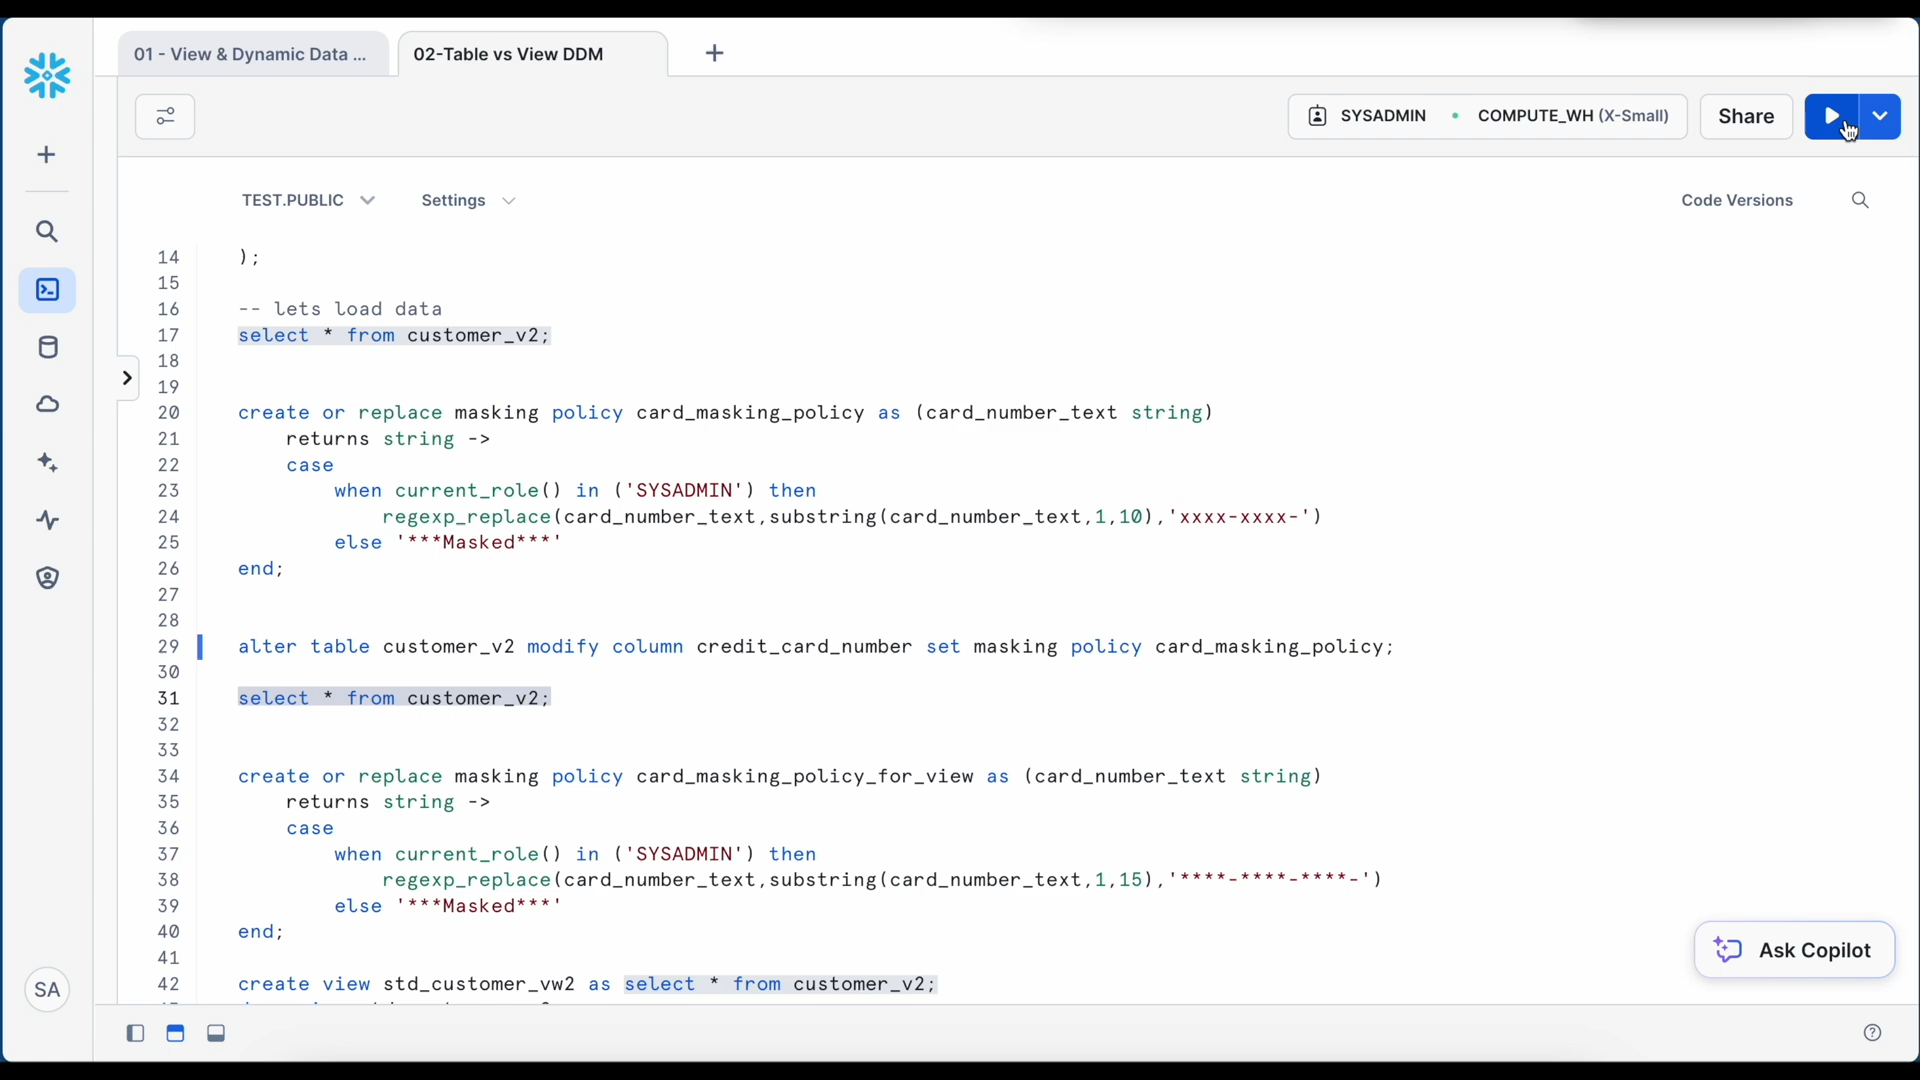 01 - View & Dynamic Data ...
02-Table vs View DDM
SYSADMIN
COMPUTE_WH (X-Small)
Share
TEST.PUBLIC
Settings
Code Versions
14 );
15
16 -- lets load data
17 select * from customer_v2;
18
19
20 create or replace masking policy card_masking_policy as (card_number_text string)
21 returns string ->
22 case
23 when current_role() in ('SYSADMIN') then
24 regexp_replace(card_number_text,substring(card_number_text,1,10),'xxxx-xxxx-')
25 else '***Masked***'
26 end;
27
28
29 alter table customer_v2 modify column credit_card_number set masking policy card_masking_policy;
30
31 select * from customer_v2;
32
33
34 create or replace masking policy card_masking_policy_for_view as (card_number_text string)
35 returns string ->
36 case
37 when current_role() in ('SYSADMIN') then
38 regexp_replace(card_number_text,substring(card_number_text,1,15),'****-****-****-')
39 else '***Masked***'
40 end;
41
42 create view std_customer_vw2 as select * from customer_v2;
Ask Copilot
SA